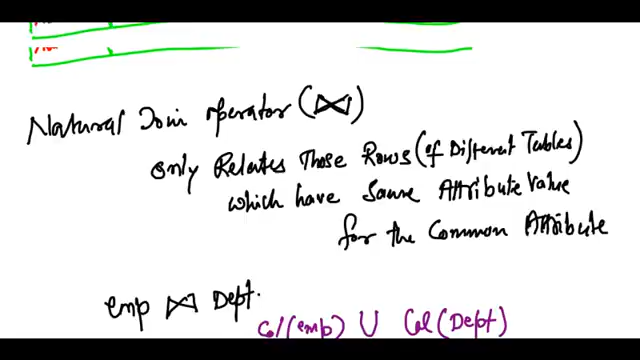 Natural Join operator (⋈)
only Relates Those Rows (of Different Tables)
which have Same Attribute Value
for the Common Attribute
emp ⋈ Dept.
Col(emp) ∪ Col(Dept)